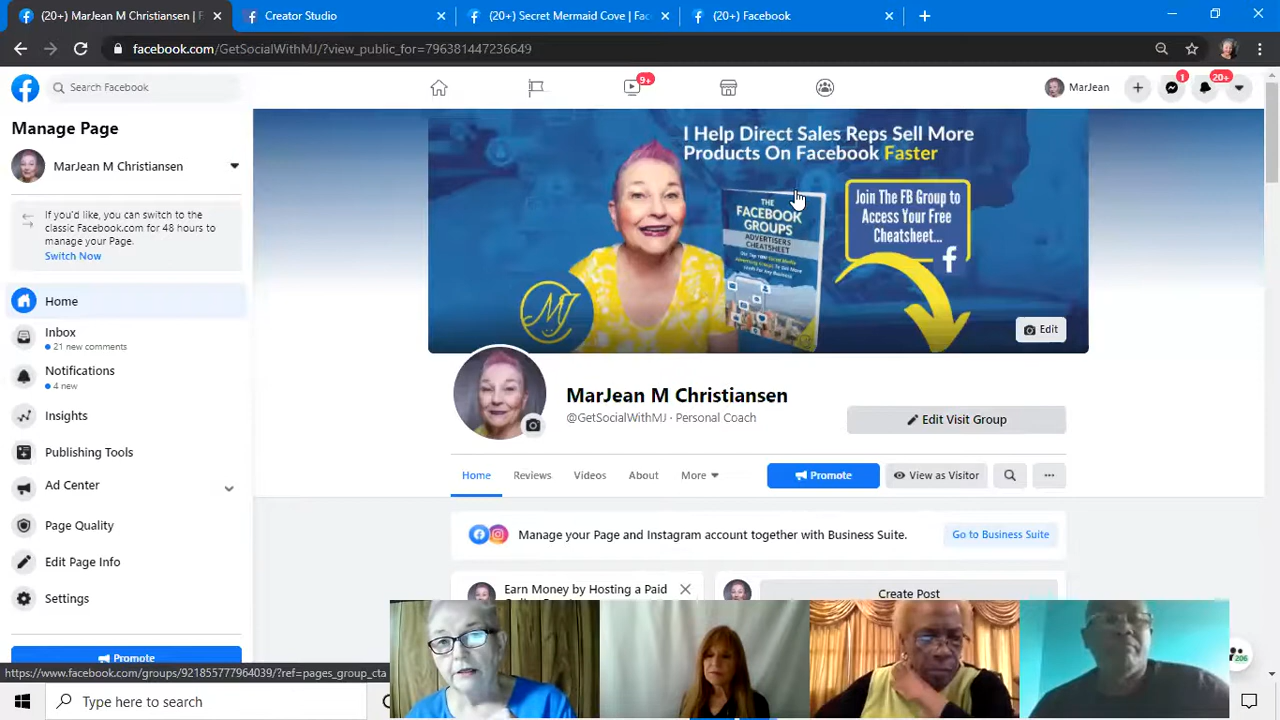 (20+) MarJean M Christiansen | F
Creator Studio
(20+) Secret Mermaid Cove | Fac
(20+) Facebook
facebook.com/GetSocialWithMJ/?view_public_for=796381447236649
Search Facebook
9+
MarJean
1
20+
Manage Page
MarJean M Christiansen
If you'd like, you can switch to the
Classic Facebook.com for 48 hours to
manage your Page.
Switch Now
Home
Inbox
21 new comments
Notifications
4 new
Insights
Publishing Tools
Ad Center
Page Quality
Edit Page Info
Settings
Promote
I Help Direct Sales Reps Sell More
Products On Facebook Faster
THE
FACEBOOK
GROUPS
ADVERTISERS
CHEATSHEET
Join The FB Group to
Access Your Free
Cheatsheet...
MJ
Edit
MarJean M Christiansen
@GetSocialWithMJ · Personal Coach
Edit Visit Group
Home
Reviews
Videos
About
More
Promote
View as Visitor
Manage your Page and Instagram account together with Business Suite.
Go to Business Suite
Earn Money by Hosting a Paid
Create Post
206
https://www.facebook.com/groups/921855777964039/?ref=pages_group_cta
Type here to search